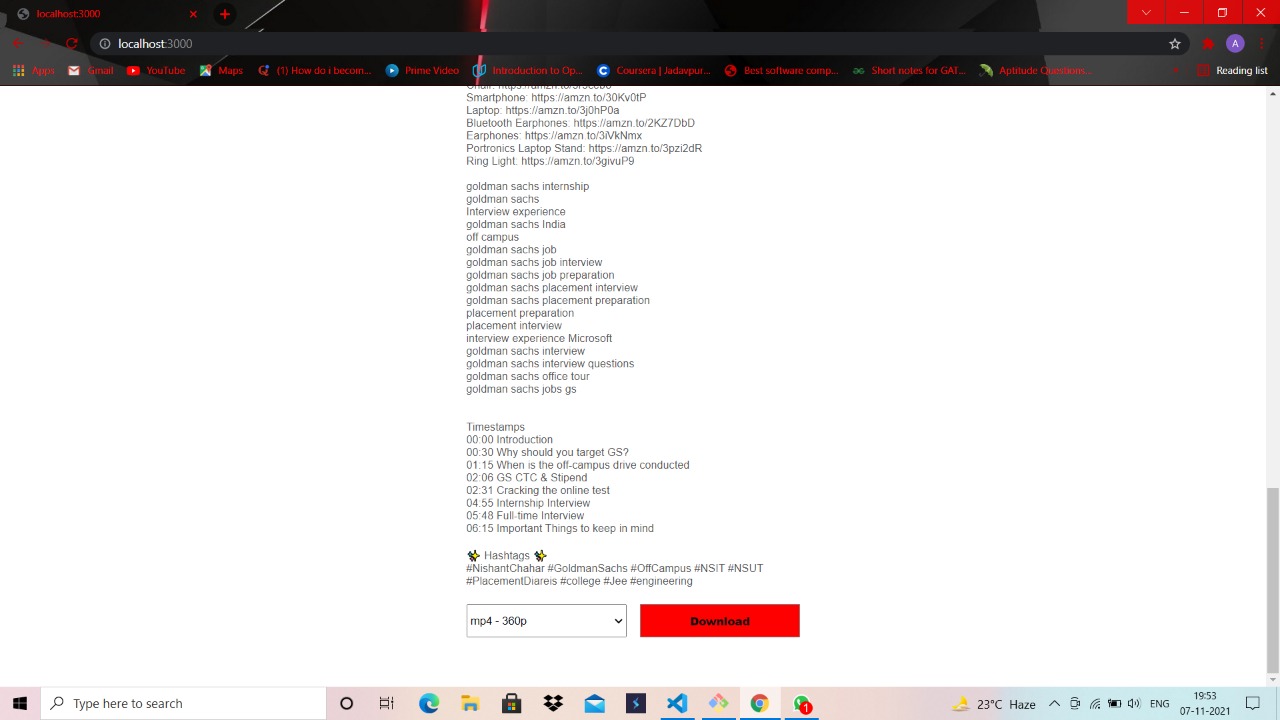 localhost:3000
localhost:3000
A
Apps
Gmail
YouTube
Maps
(1) How do i becom...
Prime Video
Introduction to Op...
Coursera | Jadavpur...
Best software comp...
Short notes for GAT...
Aptitude Questions...
Reading list
Smartphone: https://amzn.to/30Kv0tP
Laptop: https://amzn.to/3j0hP0a
Bluetooth Earphones: https://amzn.to/2KZ7DbD
Earphones: https://amzn.to/3iVkNmx
Portronics Laptop Stand: https://amzn.to/3pzi2dR
Ring Light: https://amzn.to/3givuP9
goldman sachs internship
goldman sachs
Interview experience
goldman sachs India
off campus
goldman sachs job
goldman sachs job interview
goldman sachs job preparation
goldman sachs placement interview
goldman sachs placement preparation
placement preparation
placement interview
interview experience Microsoft
goldman sachs interview
goldman sachs interview questions
goldman sachs office tour
goldman sachs jobs gs
Timestamps
00:00 Introduction
00:30 Why should you target GS?
01:15 When is the off-campus drive conducted
02:06 GS CTC & Stipend
02:31 Cracking the online test
04:55 Internship Interview
05:48 Full-time Interview
06:15 Important Things to keep in mind
✨ Hashtags ✨
#NishantChahar #GoldmanSachs #OffCampus #NSIT #NSUT
#PlacementDiareis #college #Jee #engineering
mp4 - 360p
Download
Type here to search
1
23°C Haze
ENG
19:53
07-11-2021